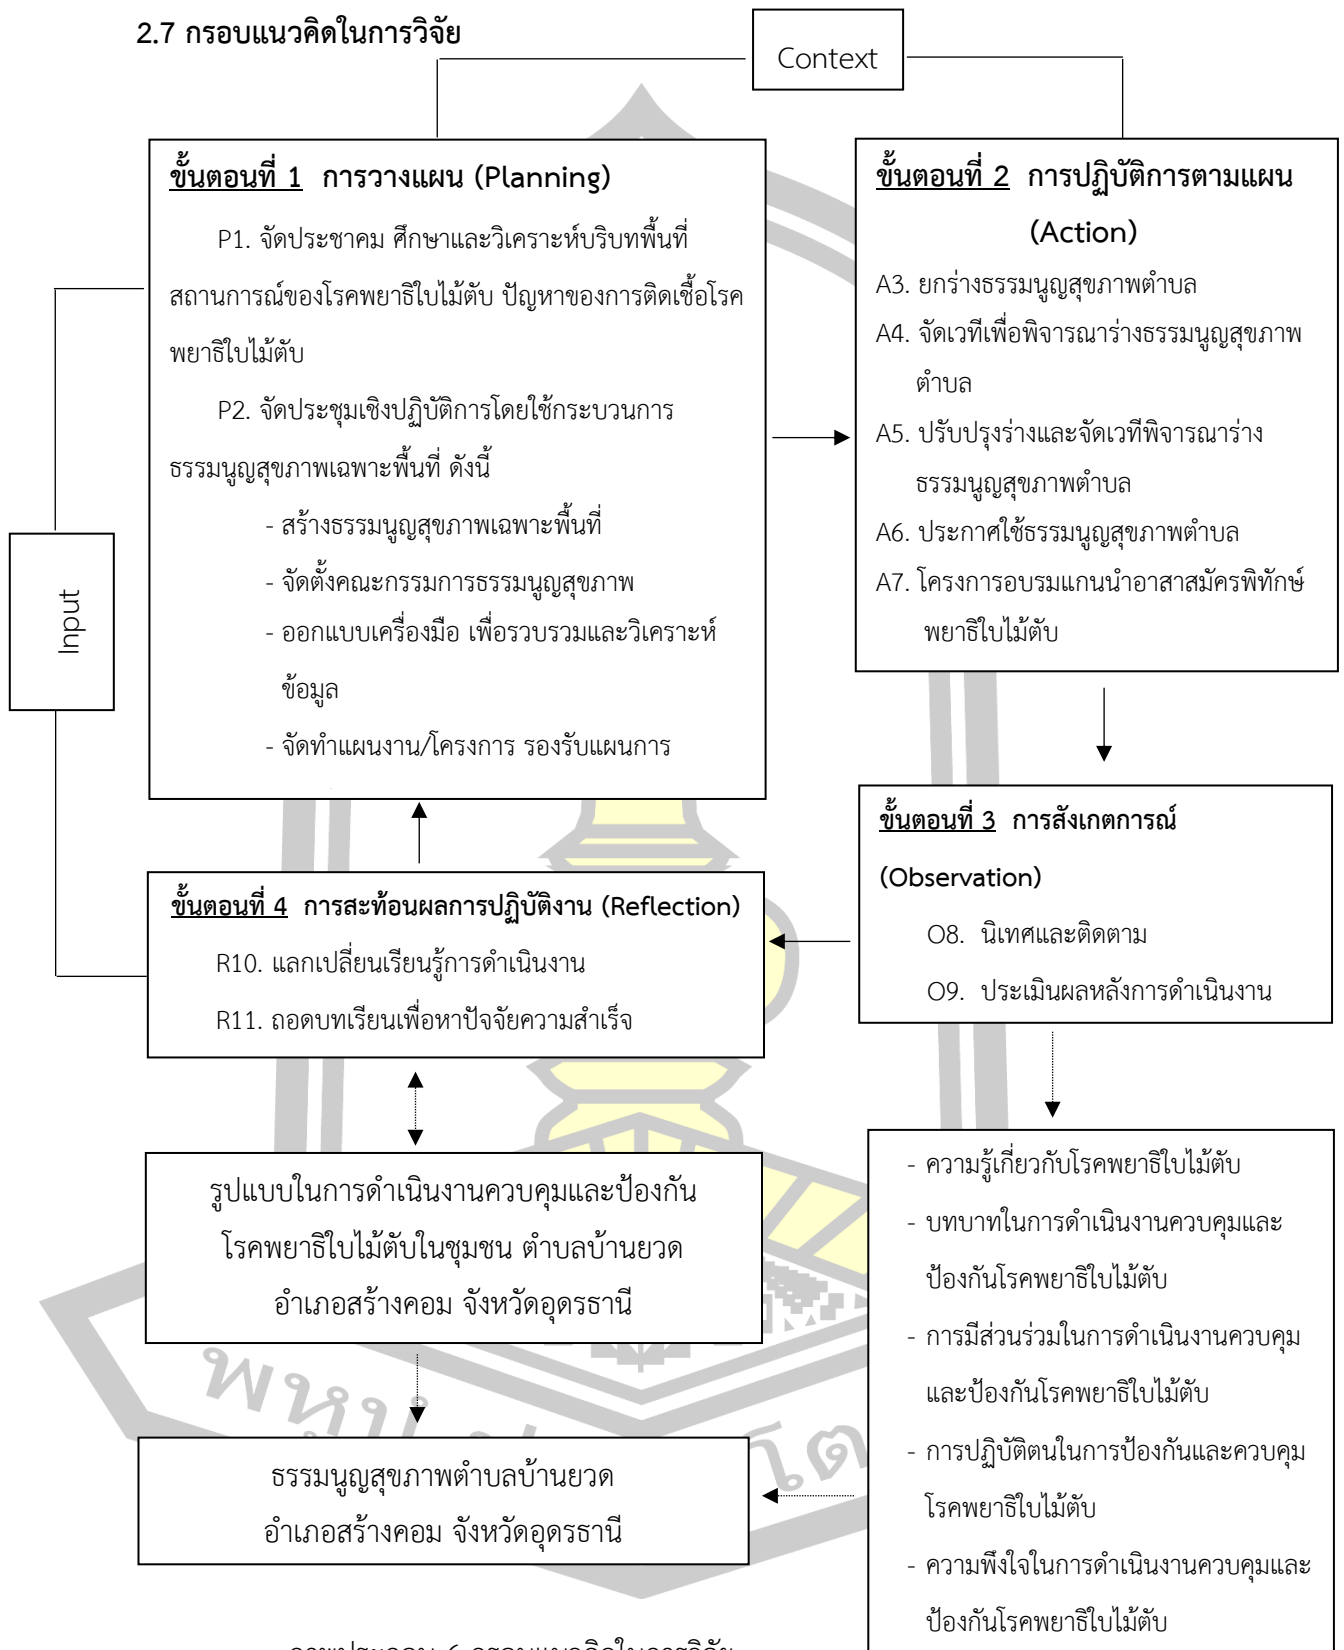 2.7 กรอบแนวคิดในการวิจัย
Context
ขั้นตอนที่ 1 การวางแผน (Planning)
P1. จัดประชาคม ศึกษาและวิเคราะห์บริบทพื้นที่
สถานการณ์ของโรคพยาธิใบไม้ตับ ปัญหาของการติดเชื้อโรค
พยาธิใบไม้ตับ
P2. จัดประชุมเชิงปฏิบัติการโดยใช้กระบวนการ
ธรรมนูญสุขภาพเฉพาะพื้นที่ ดังนี้
- สร้างธรรมนูญสุขภาพเฉพาะพื้นที่
- จัดตั้งคณะกรรมการธรรมนูญสุขภาพ
- ออกแบบเครื่องมือ เพื่อรวบรวมและวิเคราะห์
ข้อมูล
- จัดทำแผนงาน/โครงการ รองรับแผนการ
ขั้นตอนที่ 2 การปฏิบัติการตามแผน
(Action)
A3. ยกร่างธรรมนูญสุขภาพตำบล
A4. จัดเวทีเพื่อพิจารณาร่างธรรมนูญสุขภาพ
ตำบล
A5. ปรับปรุงร่างและจัดเวทีพิจารณาร่าง
ธรรมนูญสุขภาพตำบล
A6. ประกาศใช้ธรรมนูญสุขภาพตำบล
A7. โครงการอบรมแกนนำอาสาสมัครพิทักษ์
พยาธิใบไม้ตับ
Input
ขั้นตอนที่ 3 การสังเกตการณ์
(Observation)
O8. นิเทศและติดตาม
O9. ประเมินผลหลังการดำเนินงาน
ขั้นตอนที่ 4 การสะท้อนผลการปฏิบัติงาน (Reflection)
R10. แลกเปลี่ยนเรียนรู้การดำเนินงาน
R11. ถอดบทเรียนเพื่อหาปัจจัยความสำเร็จ
รูปแบบในการดำเนินงานควบคุมและป้องกัน
โรคพยาธิใบไม้ตับในชุมชน ตำบลบ้านยวด
อำเภอสร้างคอม จังหวัดอุดรธานี
- ความรู้เกี่ยวกับโรคพยาธิใบไม้ตับ
- บทบาทในการดำเนินงานควบคุมและ
ป้องกันโรคพยาธิใบไม้ตับ
- การมีส่วนร่วมในการดำเนินงานควบคุม
และป้องกันโรคพยาธิใบไม้ตับ
- การปฏิบัติตนในการป้องกันและควบคุม
โรคพยาธิใบไม้ตับ
- ความพึงใจในการดำเนินงานควบคุมและ
ป้องกันโรคพยาธิใบไม้ตับ
ธรรมนูญสุขภาพตำบลบ้านยวด
อำเภอสร้างคอม จังหวัดอุดรธานี